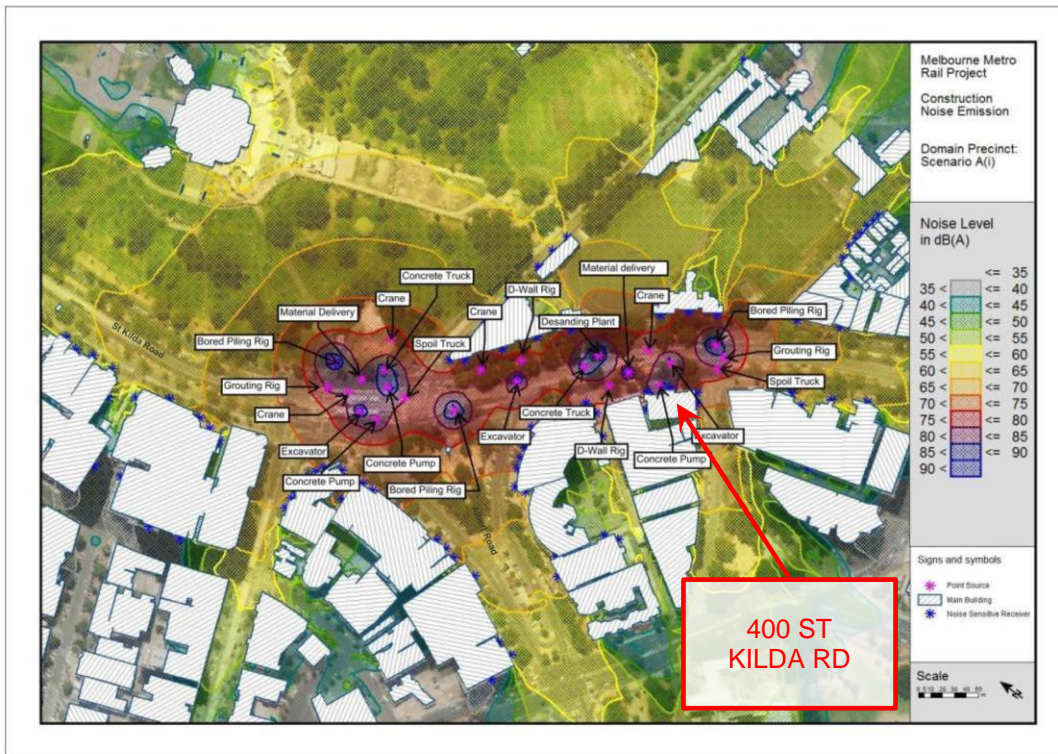 Melbourne Metro
Rail Project
Construction
Noise Emission
Domain Precinct:
Scenario A(i)
Noise Level
in dB(A)
<= 35
35 < <= 40
40 < <= 45
45 < <= 50
50 < <= 55
55 < <= 60
60 < <= 65
65 < <= 70
70 < <= 75
75 < <= 80
80 < <= 85
85 < <= 90
90 <
Signs and symbols
Point Source
Main Building
Noise Sensitive Receiver
Scale
Concrete Truck
Material delivery
D-Wall Rig
Crane
Crane
Crane
Material Delivery
Desanding Plant
Bored Piling Rig
Spoil Truck
Bored Piling Rig
St Kilda Road
Grouting Rig
Grouting Rig
Spoil Truck
Crane
Concrete Truck
Excavator
Excavator
Excavator
D-Wall Rig
Concrete Pump
Concrete Pump
Concrete Pump
Bored Piling Rig
Road
400 ST
KILDA RD